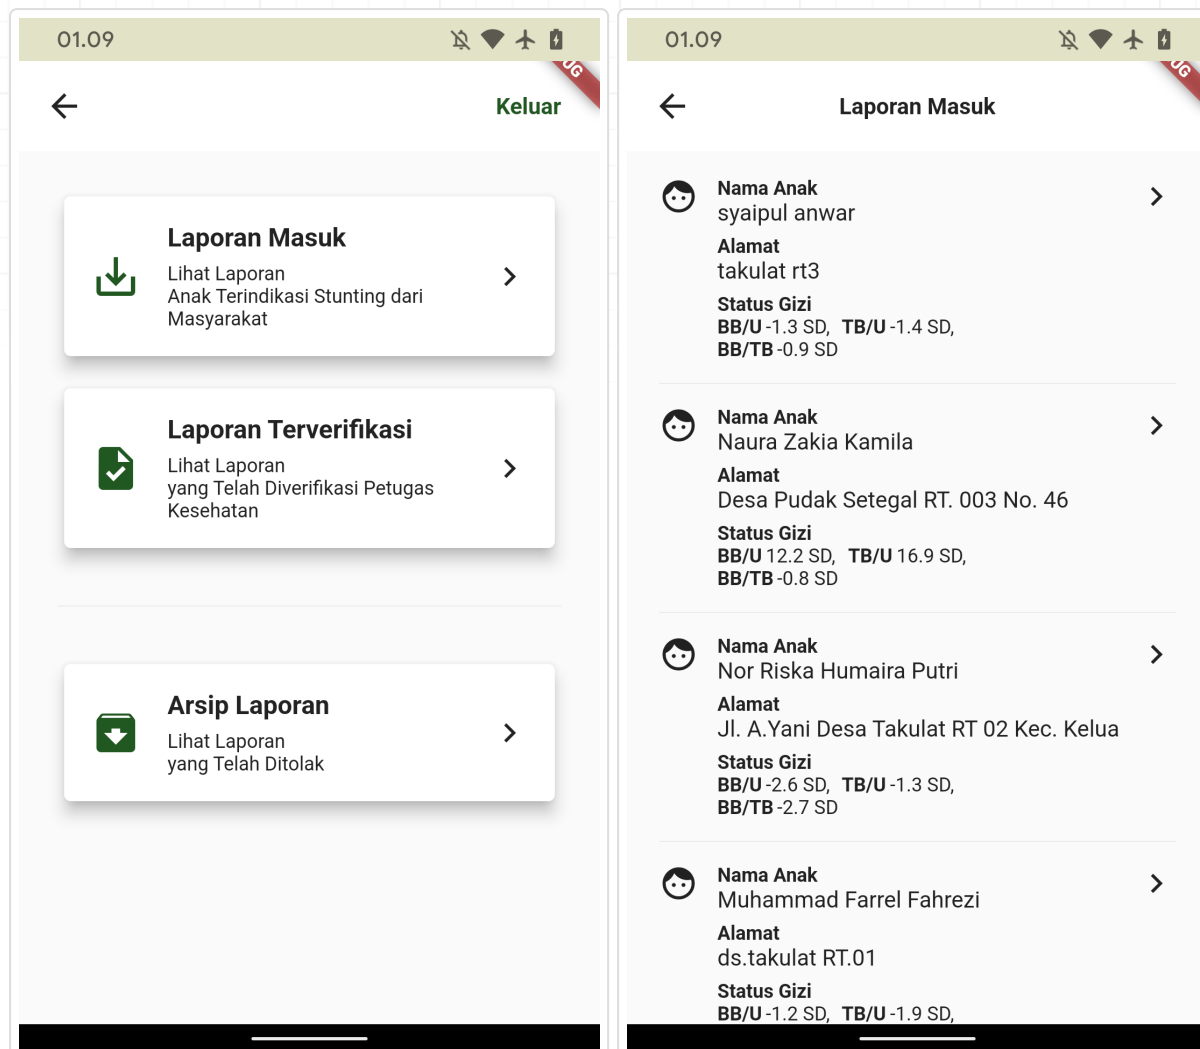 01.09
Keluar
Laporan Masuk
Lihat Laporan
Anak Terindikasi Stunting dari
Masyarakat
Laporan Terverifikasi
Lihat Laporan
yang Telah Diverifikasi Petugas
Kesehatan
Arsip Laporan
Lihat Laporan
yang Telah Ditolak
01.09
Laporan Masuk
Nama Anak
syaipul anwar
Alamat
takulat rt3
Status Gizi
BB/U -1.3 SD, TB/U -1.4 SD,
BB/TB -0.9 SD
Nama Anak
Naura Zakia Kamila
Alamat
Desa Pudak Setegal RT. 003 No. 46
Status Gizi
BB/U 12.2 SD, TB/U 16.9 SD,
BB/TB -0.8 SD
Nama Anak
Nor Riska Humaira Putri
Alamat
Jl. A.Yani Desa Takulat RT 02 Kec. Kelua
Status Gizi
BB/U -2.6 SD, TB/U -1.3 SD,
BB/TB -2.7 SD
Nama Anak
Muhammad Farrel Fahrezi
Alamat
ds.takulat RT.01
Status Gizi
BB/U -1.2 SD, TB/U -1.9 SD,